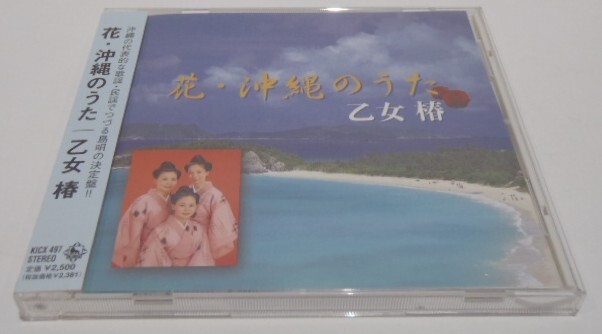 花・沖縄のうた
乙女 椿
沖縄の代表的な歌謡・民謡でつづる島唄の決定盤!!
花・沖縄のうた|乙女 椿
KICX 497
STEREO
定価 ¥2,500
(税抜価格¥2,381)